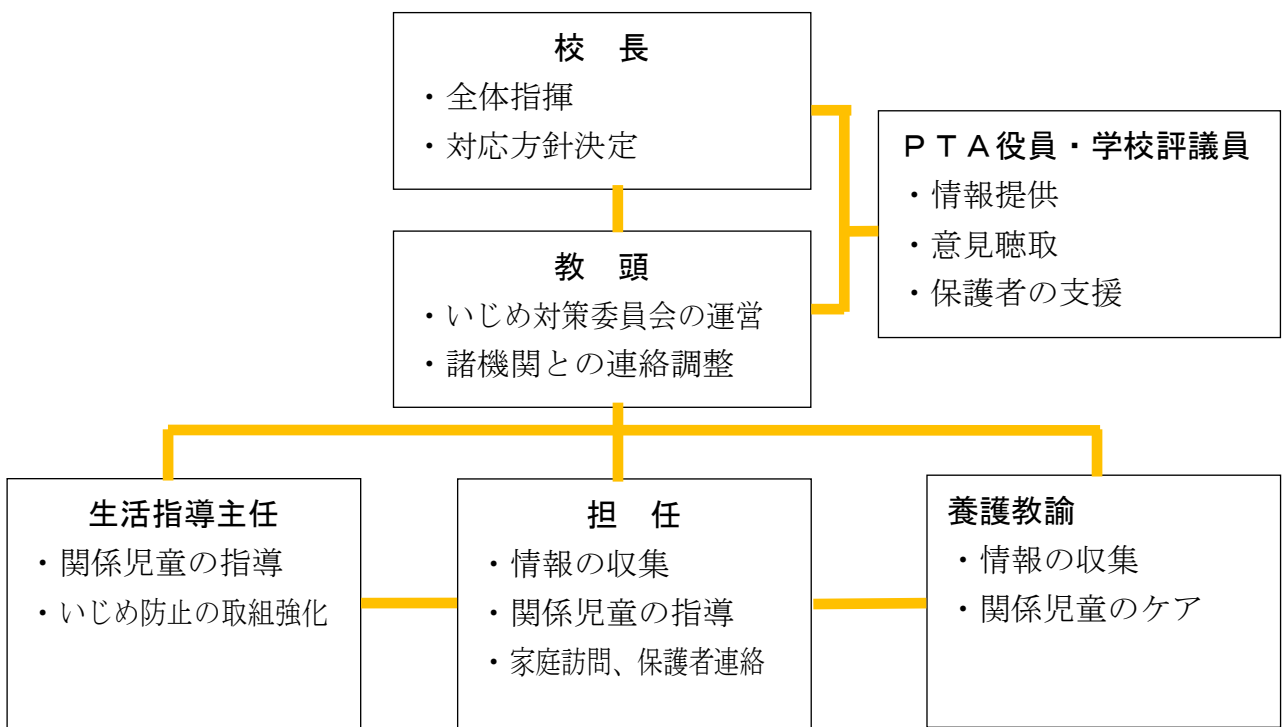 校　長
・全体指揮
・対応方針決定
ＰＴＡ役員・学校評議員
・情報提供
・意見聴取
・保護者の支援
教　頭
・いじめ対策委員会の運営
・諸機関との連絡調整
生活指導主任
・関係児童の指導
・いじめ防止の取組強化
担　任
・情報の収集
・関係児童の指導
・家庭訪問、保護者連絡
養護教諭
・情報の収集
・関係児童のケア